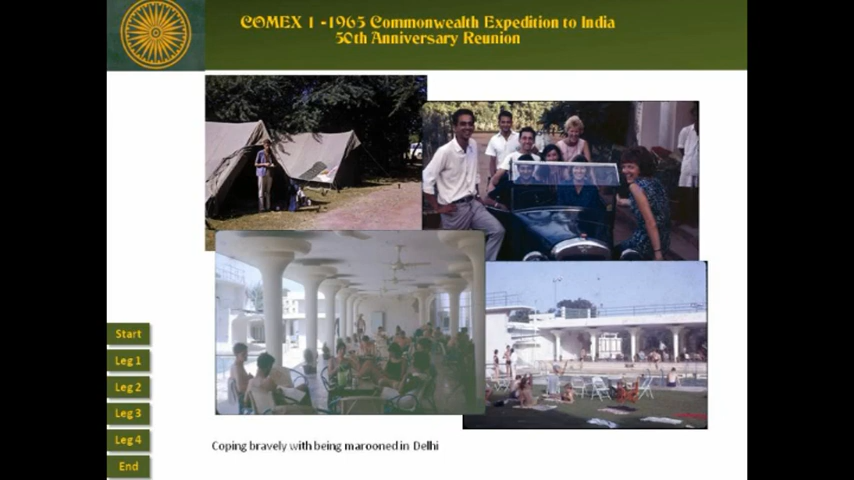 COMEX 1 -1965 Commonwealth Expedition to India
50th Anniversary Reunion
Start
Leg 1
Leg 2
Leg 3
Leg 4
End
Coping bravely with being marooned in Delhi